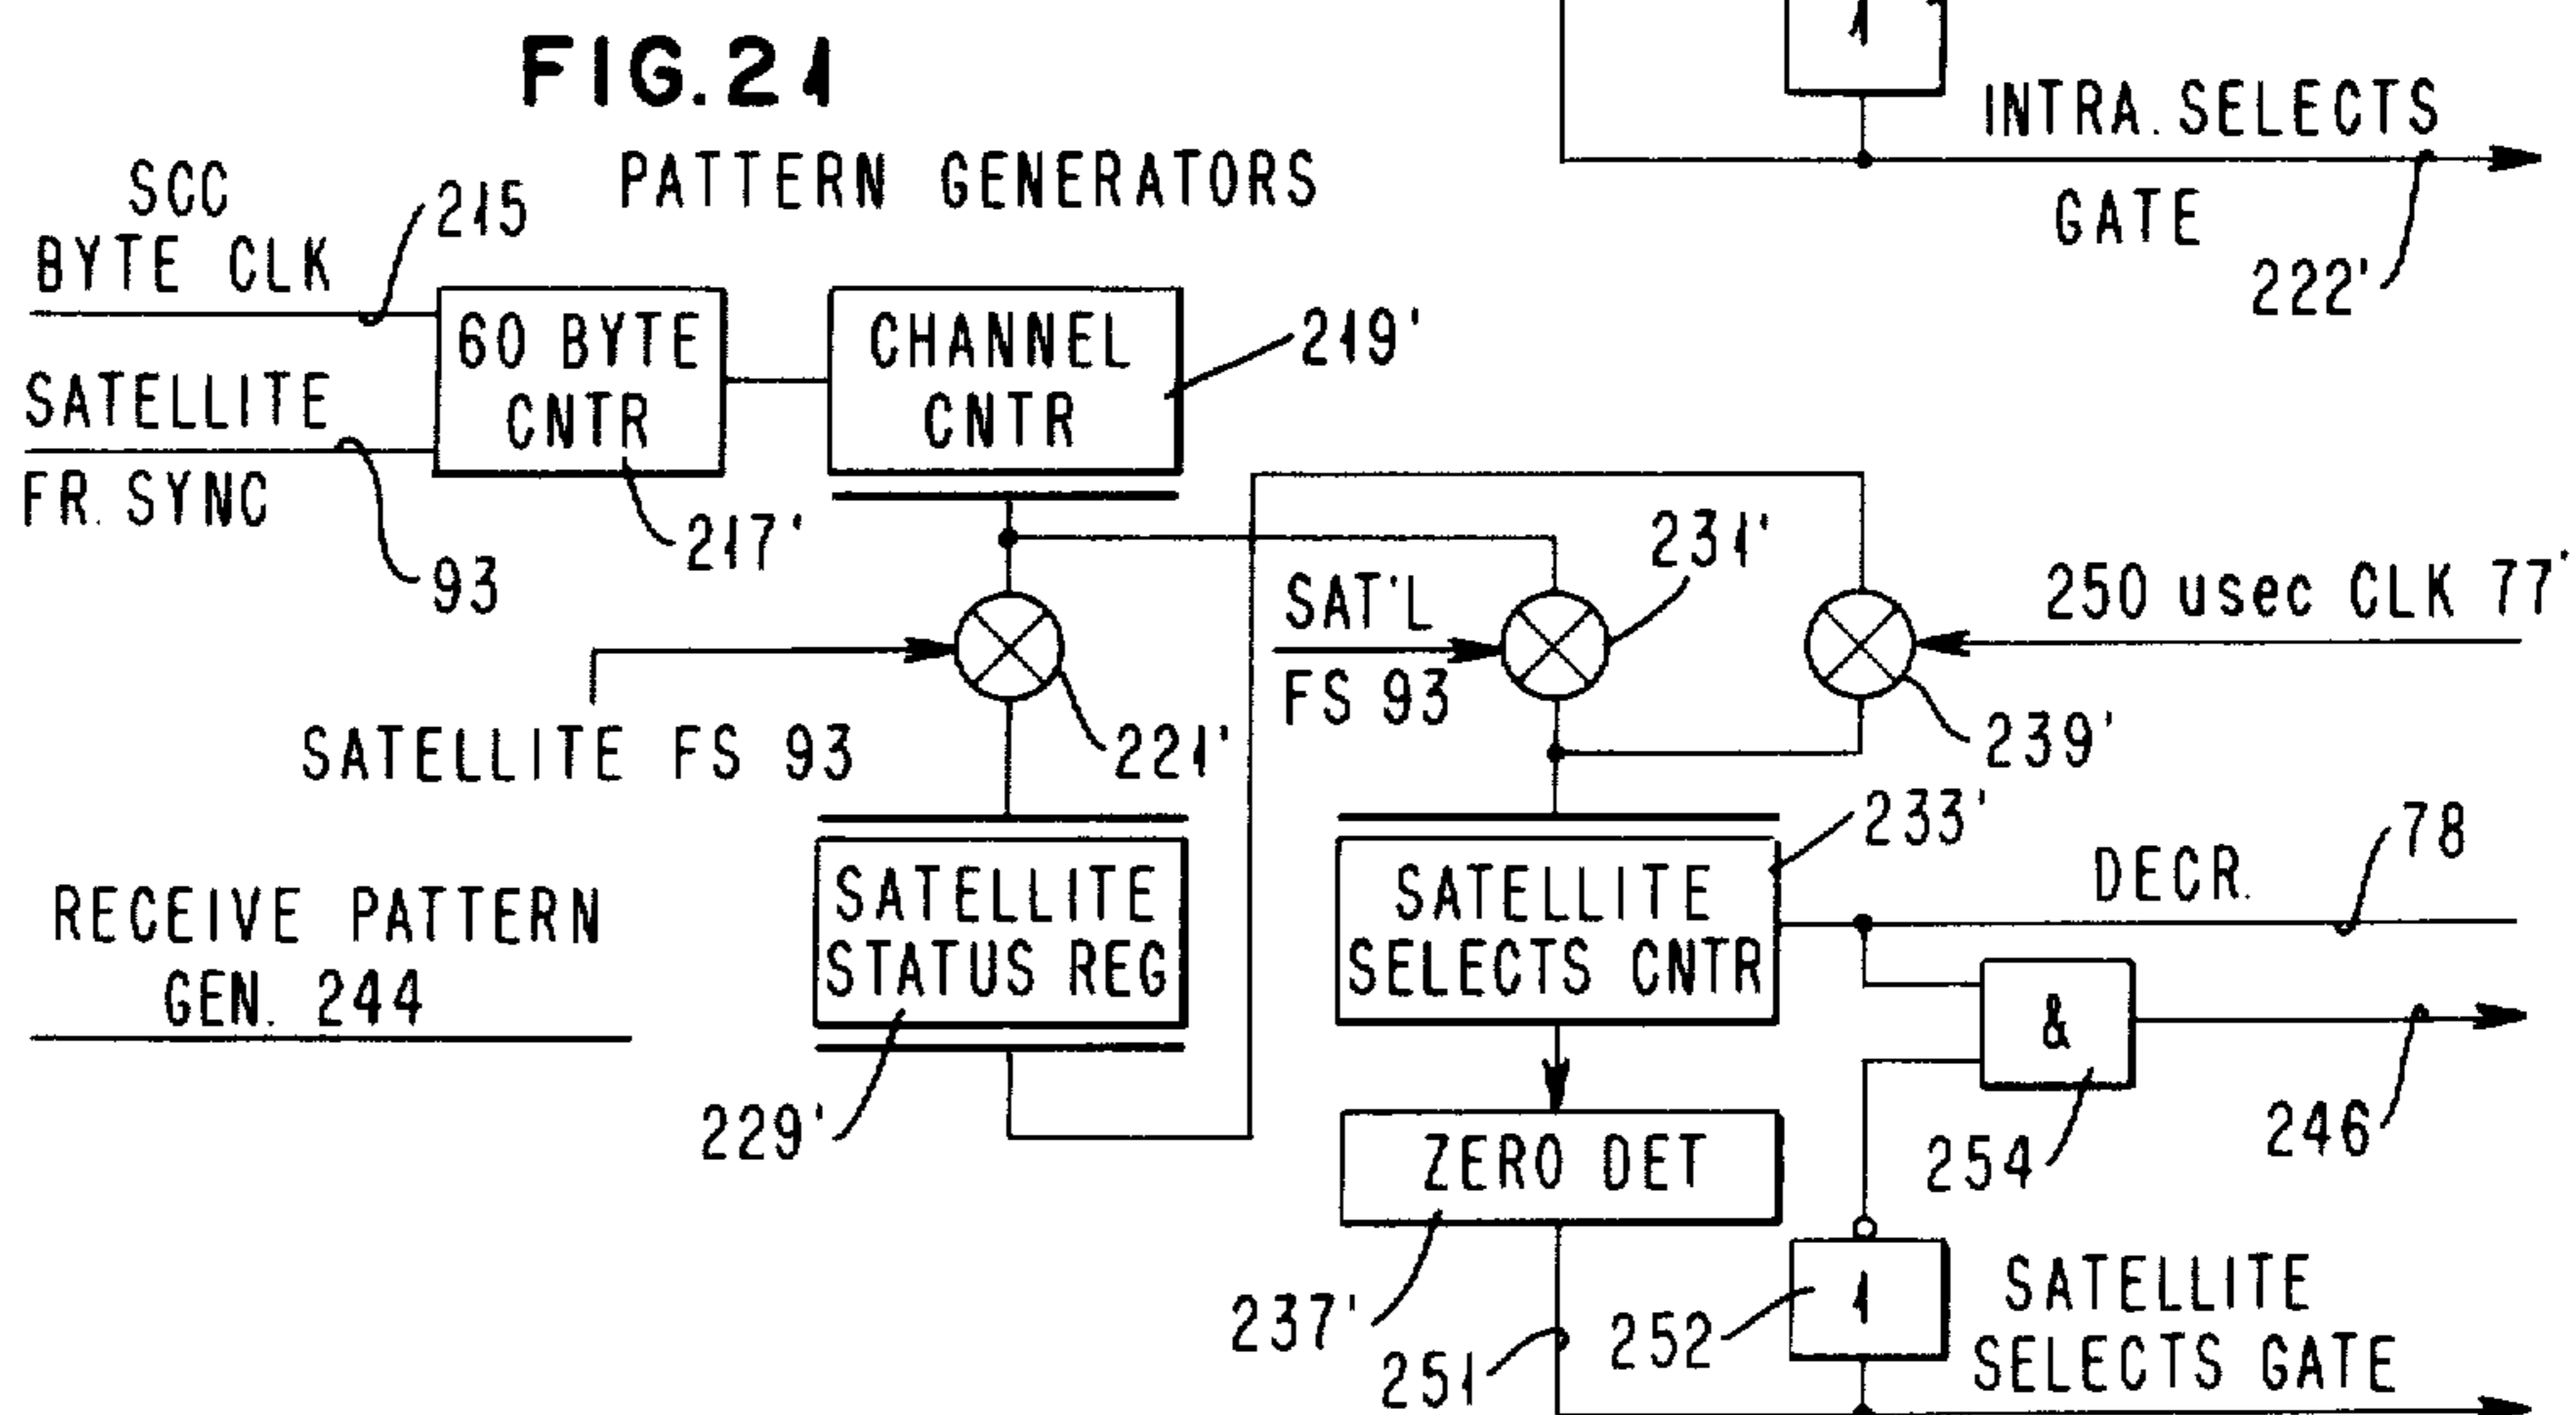 FIG.21
PATTERN GENERATORS
1
INTRA. SELECTS
GATE
222'
SCC
BYTE CLK
215
SATELLITE
FR. SYNC
93
60 BYTE
CNTR
217'
CHANNEL
CNTR
219'
SATELLITE FS 93
221'
SAT'L
FS 93
231'
250 usec CLK 77'
239'
RECEIVE PATTERN
GEN. 244
SATELLITE
STATUS REG
229'
SATELLITE
SELECTS CNTR
233'
DECR.
78
&
254
246
ZERO DET
237'
251
252
1
SATELLITE
SELECTS GATE